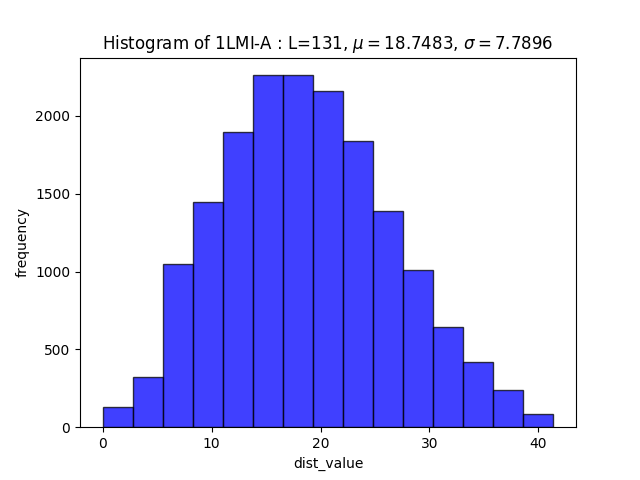 Histogram of 1LMI-A : L=131, μ = 18.7483, σ = 7.7896
2000
1500
1000
500
0
frequency
0 10 20 30 40
dist_value